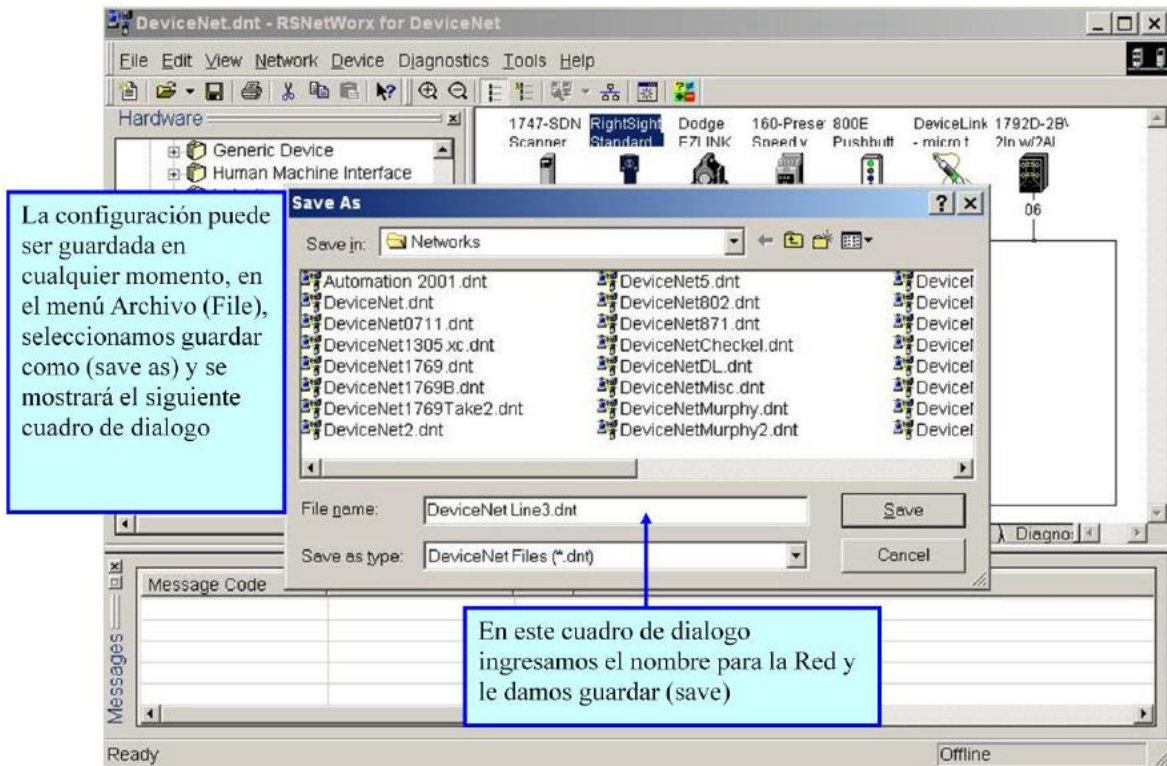 DeviceNet.dnt - RSNetWorx for DeviceNet
File Edit View Network Device Diagnostics Tools Help
Hardware
Generic Device
Human Machine Interface
1747-SDN
Scanner
RightSight
Standard
Dodge
EZLINK
160-Preser
Speed v
800E
Pushbutt
DeviceLink
- micro t
1792D-2BV
2In w/2AI
06
La configuración puede
ser guardada en
cualquier momento, en
el menú Archivo (File),
seleccionamos guardar
como (save as) y se
mostrará el siguiente
cuadro de dialogo
Save As
Save in:
Networks
Automation 2001.dnt
DeviceNet.dnt
DeviceNet0711.dnt
DeviceNet1305.xc.dnt
DeviceNet1769.dnt
DeviceNet1769B.dnt
DeviceNet1769Take2.dnt
DeviceNet2.dnt
DeviceNet5.dnt
DeviceNet802.dnt
DeviceNet871.dnt
DeviceNetCheckel.dnt
DeviceNetDL.dnt
DeviceNetMisc.dnt
DeviceNetMurphy.dnt
DeviceNetMurphy2.dnt
File name:
DeviceNet Line3.dnt
Save
Save as type:
DeviceNet Files (*.dnt)
Cancel
Diagno:
Message Code
Messages
En este cuadro de dialogo
ingresamos el nombre para la Red y
le damos guardar (save)
Ready
Offline